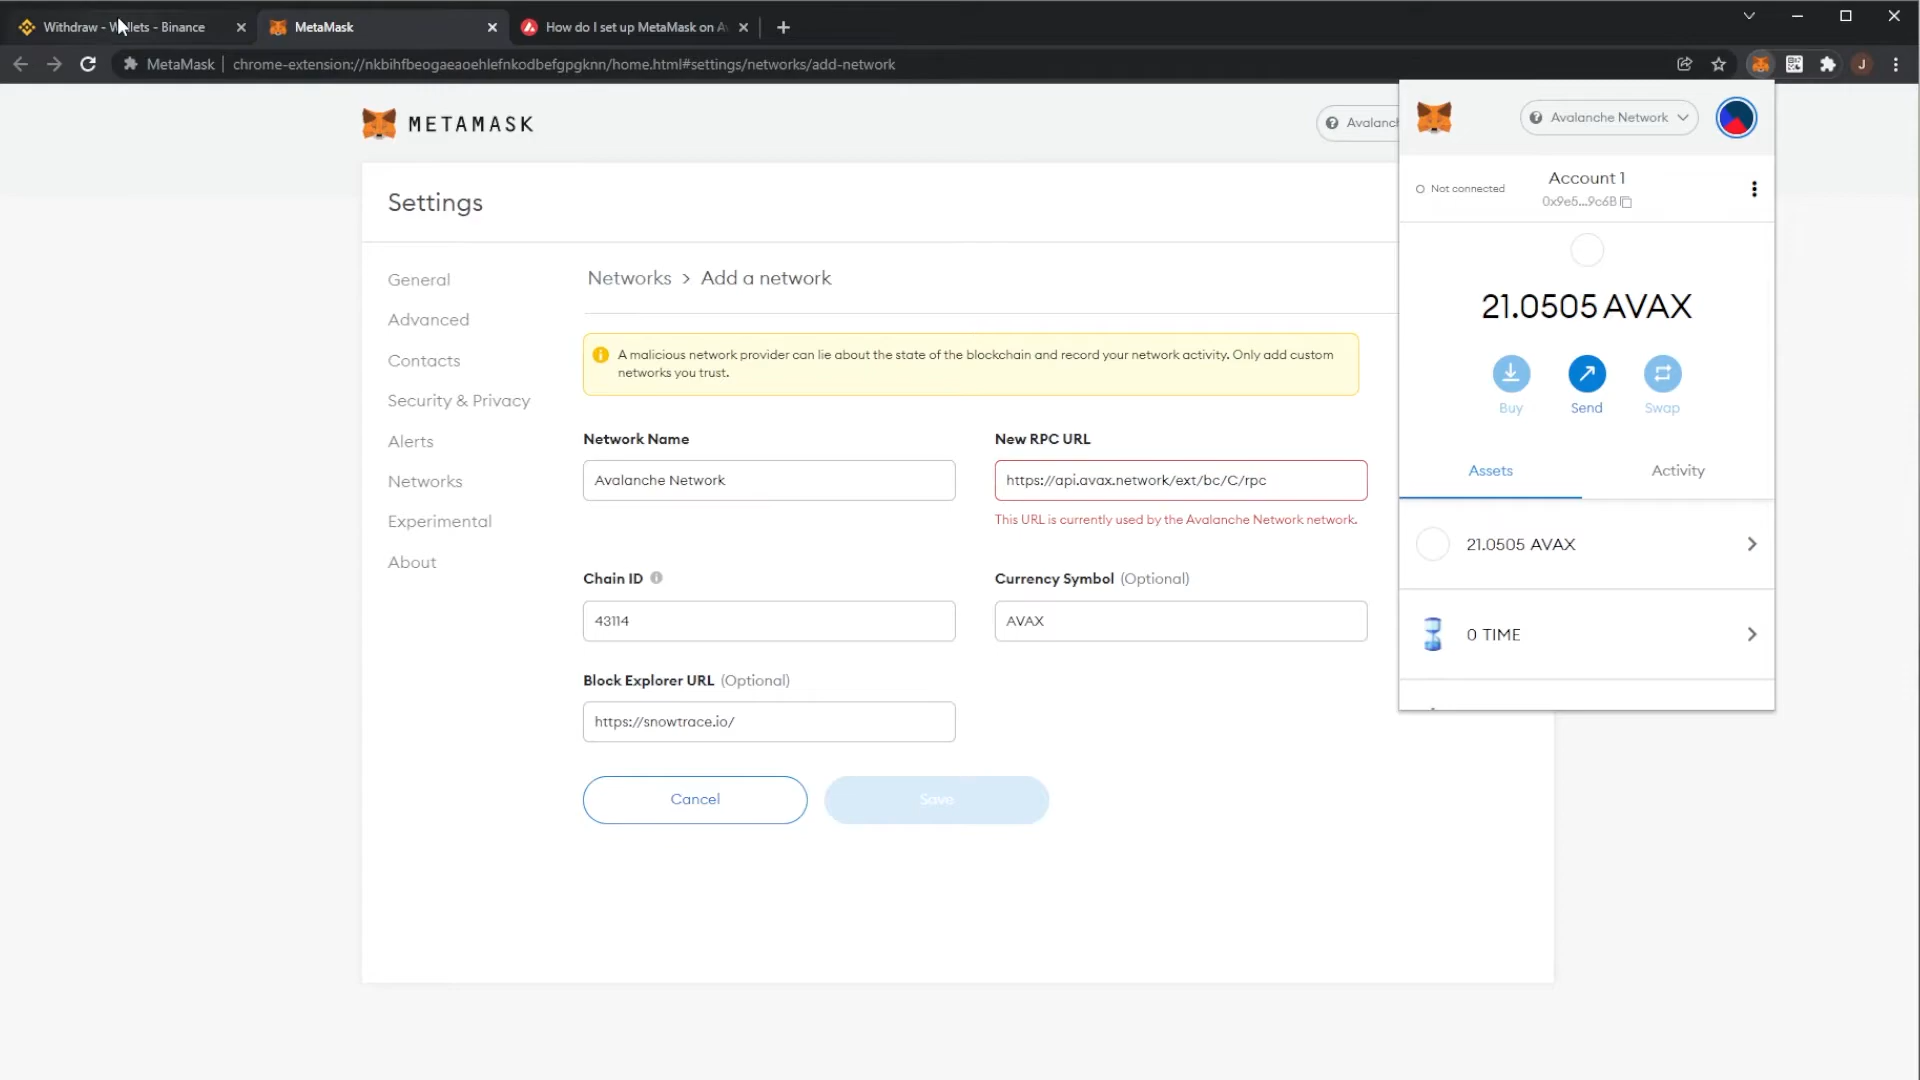 Withdraw - Wallets - Binance
MetaMask
How do I set up MetaMask on A
MetaMask
chrome-extension://nkbihfbeogaeaoehlefnkodbefgpgknn/home.html#settings/networks/add-network
J
METAMASK
Avalanch
Settings
General
Advanced
Contacts
Security & Privacy
Alerts
Networks
Experimental
About
Networks > Add a network
A malicious network provider can lie about the state of the blockchain and record your network activity. Only add custom
networks you trust.
Network Name
Avalanche Network
New RPC URL
https://api.avax.network/ext/bc/C/rpc
This URL is currently used by the Avalanche Network network.
Chain ID
43114
Currency Symbol (Optional)
AVAX
Block Explorer URL (Optional)
https://snowtrace.io/
Cancel
Save
Avalanche Network
Not connected
Account 1
0x9e5...9c6B
21.0505 AVAX
Buy
Send
Swap
Assets
Activity
21.0505 AVAX
0 TIME